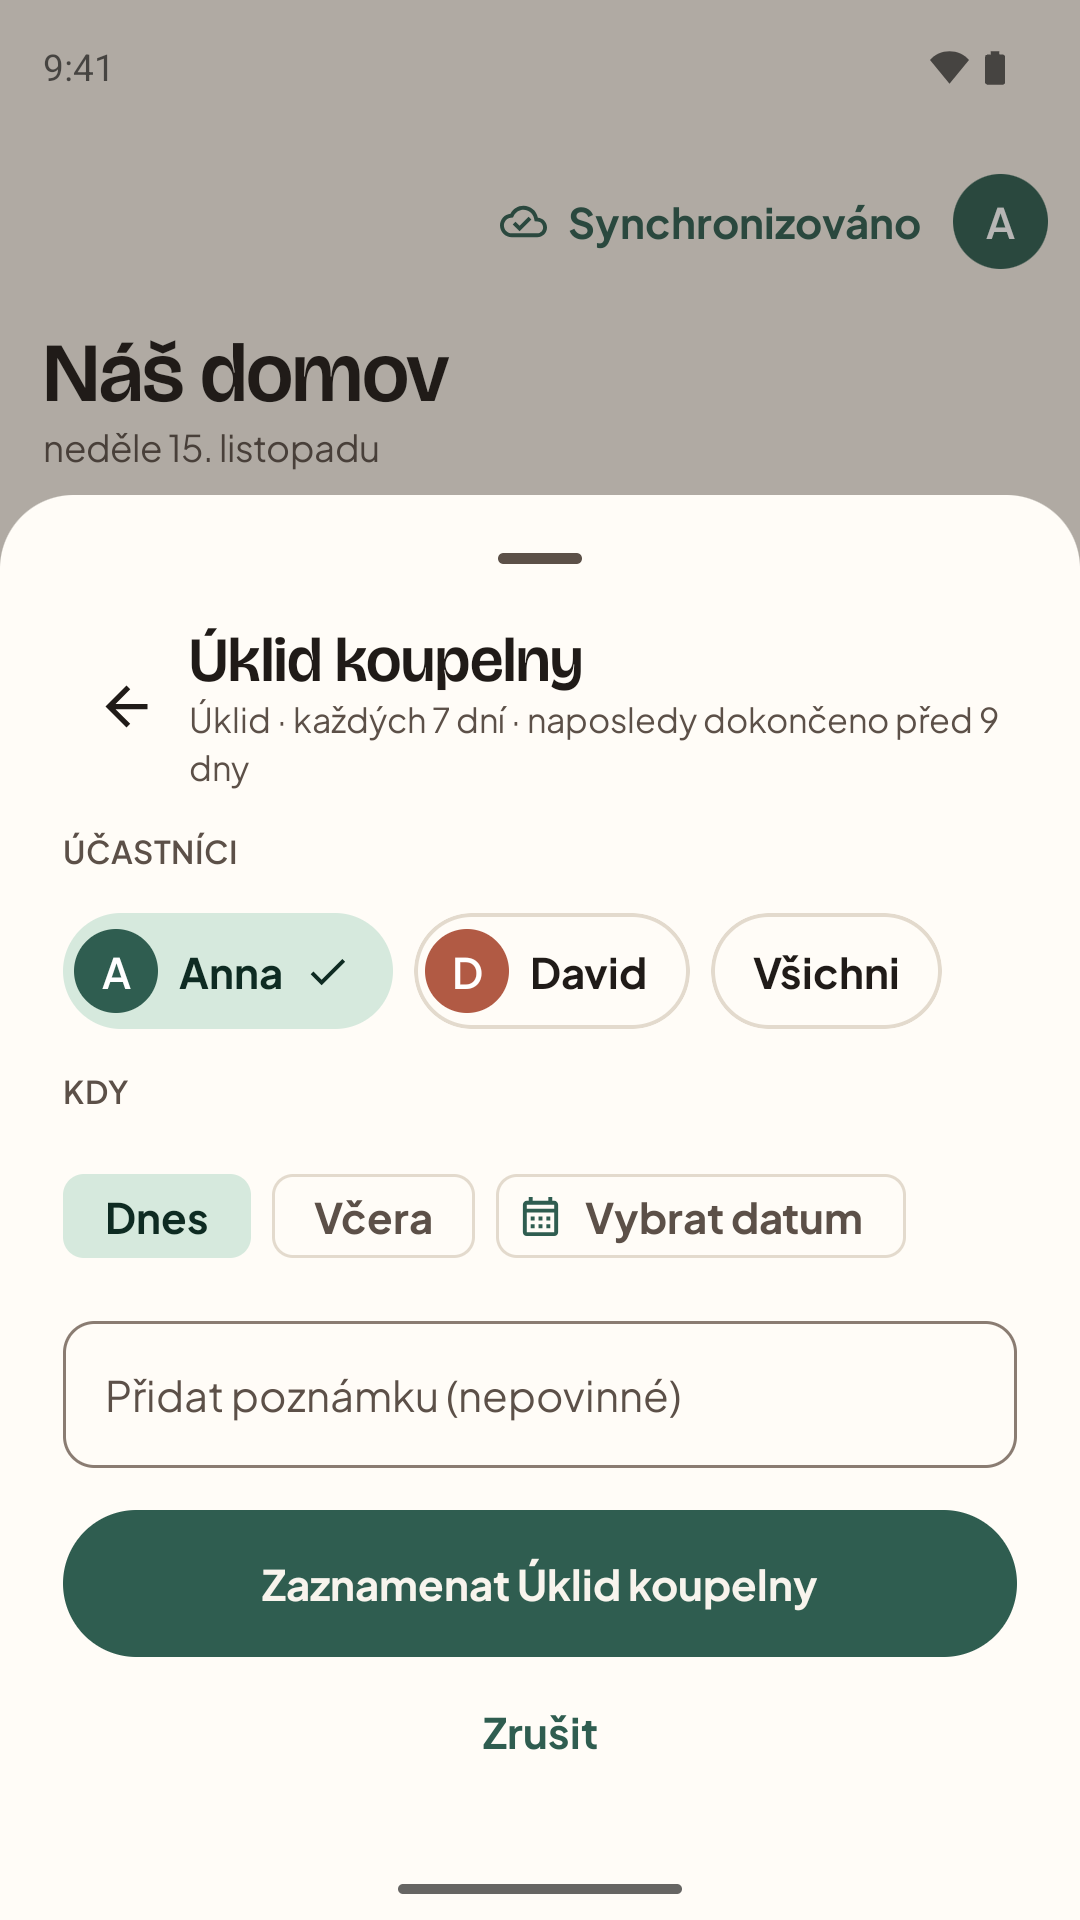 9:41
Synchronizováno
A
Náš domov
neděle 15. listopadu
Úklid koupelny
Úklid · každých 7 dní · naposledy dokončeno před 9
dny
ÚČASTNÍCI
A Anna
D David
Všichni
KDY
Dnes
Včera
Vybrat datum
Přidat poznámku (nepovinné)
Zaznamenat Úklid koupelny
Zrušit